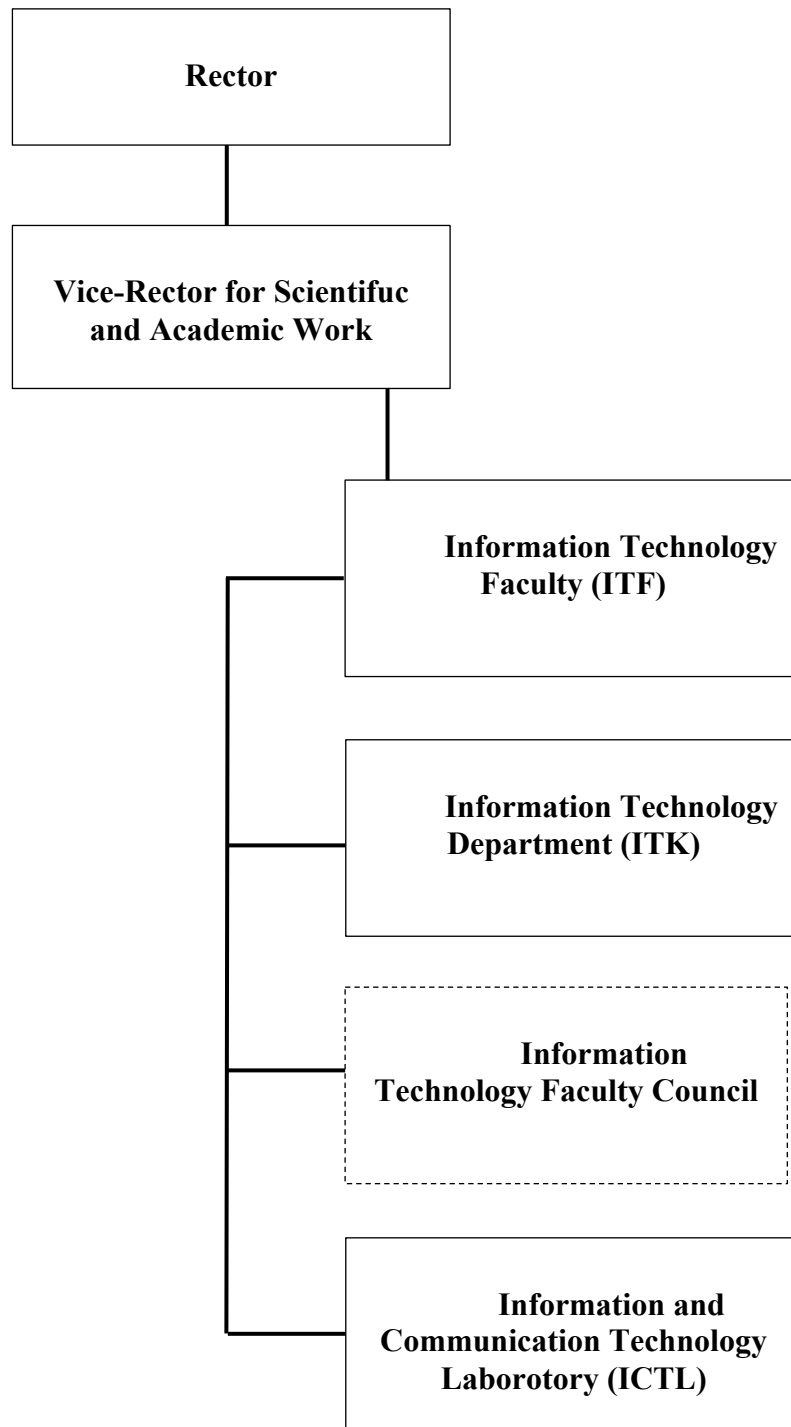 Rector
Vice-Rector for Scientifuc
and Academic Work
Information Technology
Faculty (ITF)
Information Technology
Department (ITK)
Information
Technology Faculty Council
Information and
Communication Technology
Laborotory (ICTL)